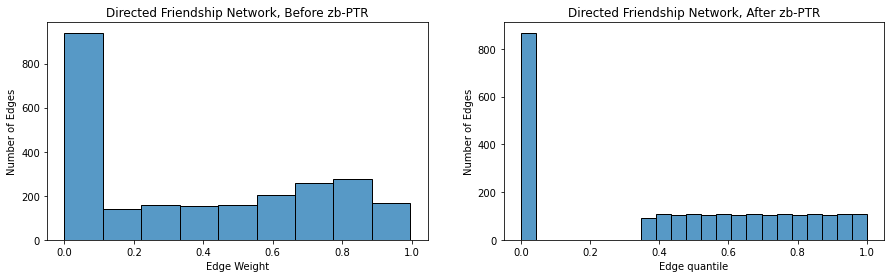 Directed Friendship Network, Before zb-PTR
Number of Edges
800
600
400
200
0
0.0 0.2 0.4 0.6 0.8 1.0
Edge Weight
Directed Friendship Network, After zb-PTR
Number of Edges
800
600
400
200
0
0.0 0.2 0.4 0.6 0.8 1.0
Edge quantile